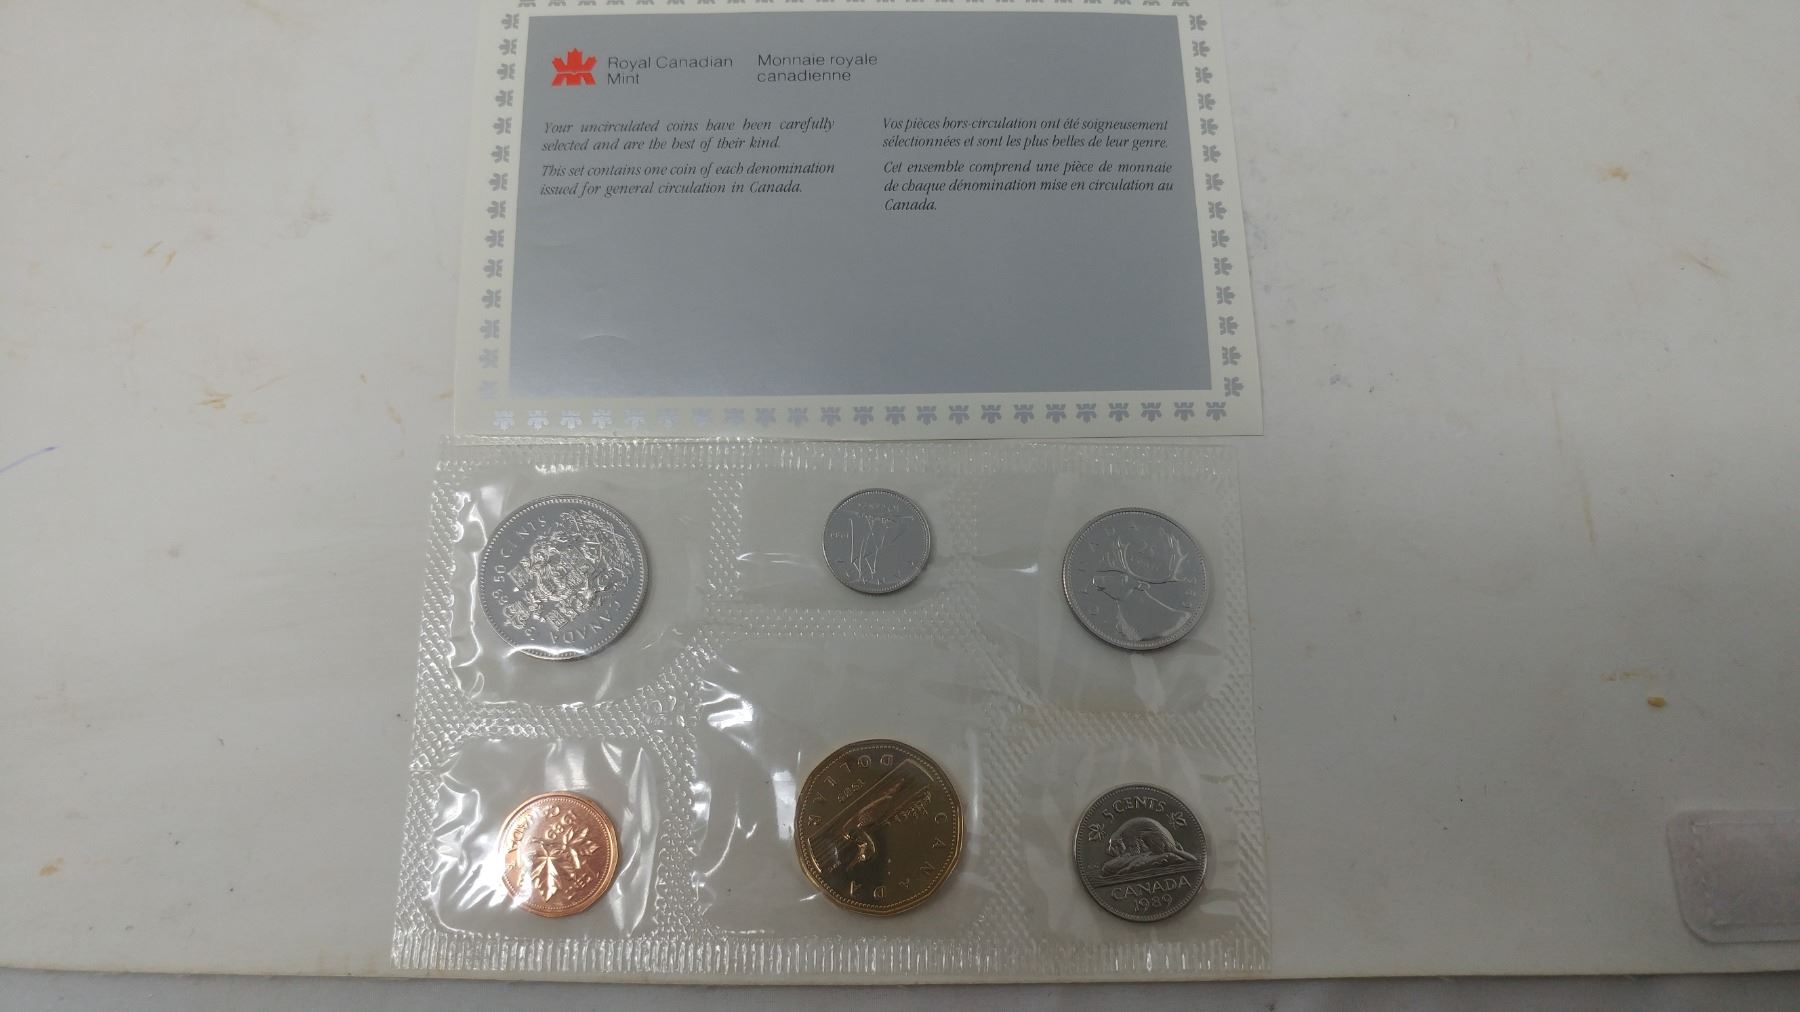 Royal Canadian
Mint
Monnaie royale
canadienne
Your uncirculated coins have been carefully
selected and are the best of their kind.
This set contains one coin of each denomination
issued for general circulation in Canada.
Vos pièces hors-circulation ont été soigneusement
sélectionnées et sont les plus belles de leur genre.
Cet ensemble comprend une pièce de monnaie
de chaque dénomination mise en circulation au
Canada.
50 CENTS
CANADA
CANADA
CANADA
DOLLAR
CANADA
5 CENTS
CANADA
1989